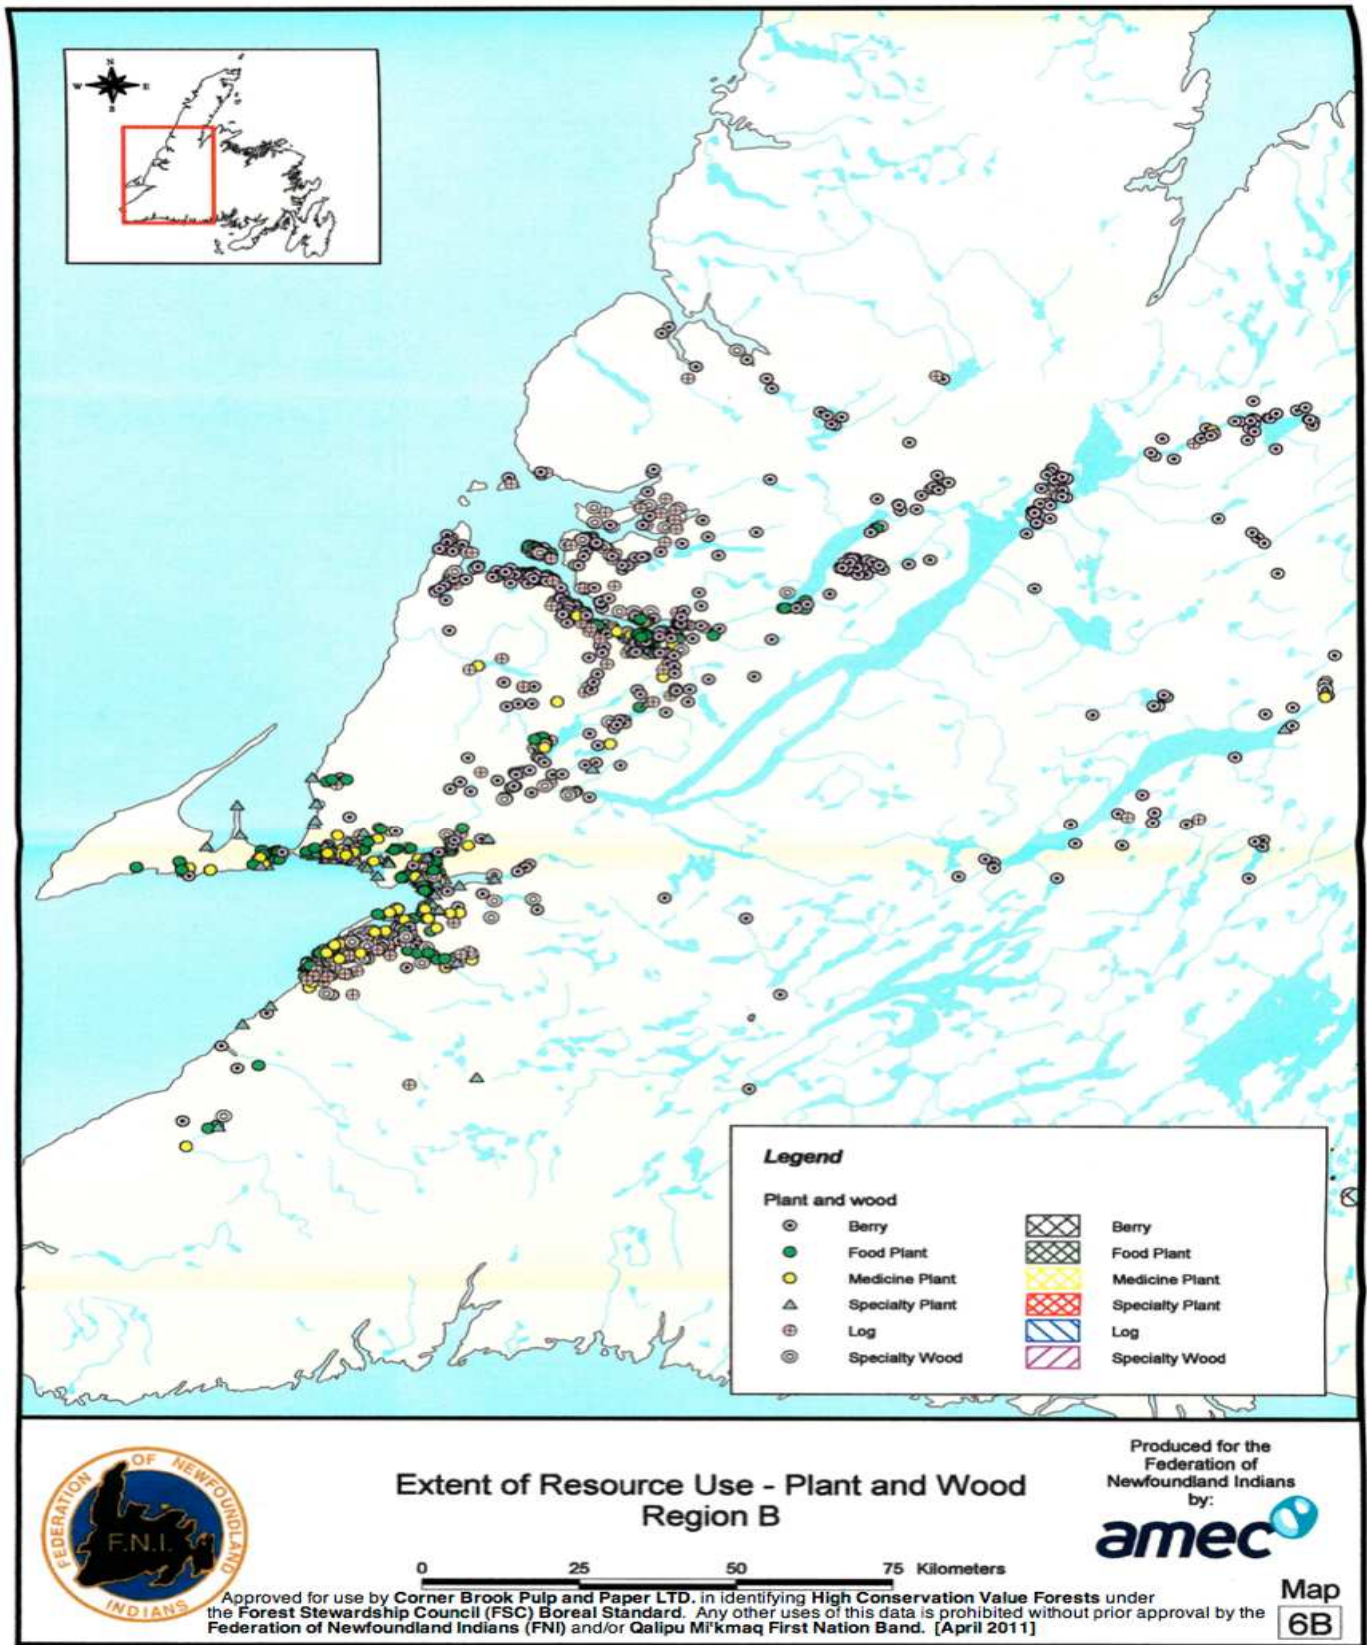 N
W E
S
Legend
Plant and wood
Berry Berry
Food Plant Food Plant
Medicine Plant Medicine Plant
Specialty Plant Specialty Plant
Log Log
Specialty Wood Specialty Wood
FEDERATION OF NEWFOUNDLAND INDIANS
F.N.I.
Extent of Resource Use - Plant and Wood
Region B
0 25 50 75 Kilometers
Produced for the
Federation of
Newfoundland Indians
by:
amec
Approved for use by Corner Brook Pulp and Paper LTD. in identifying High Conservation Value Forests under
the Forest Stewardship Council (FSC) Boreal Standard. Any other uses of this data is prohibited without prior approval by the
Federation of Newfoundland Indians (FNI) and/or Qalipu Mi'kmaq First Nation Band. [April 2011]
Map
6B